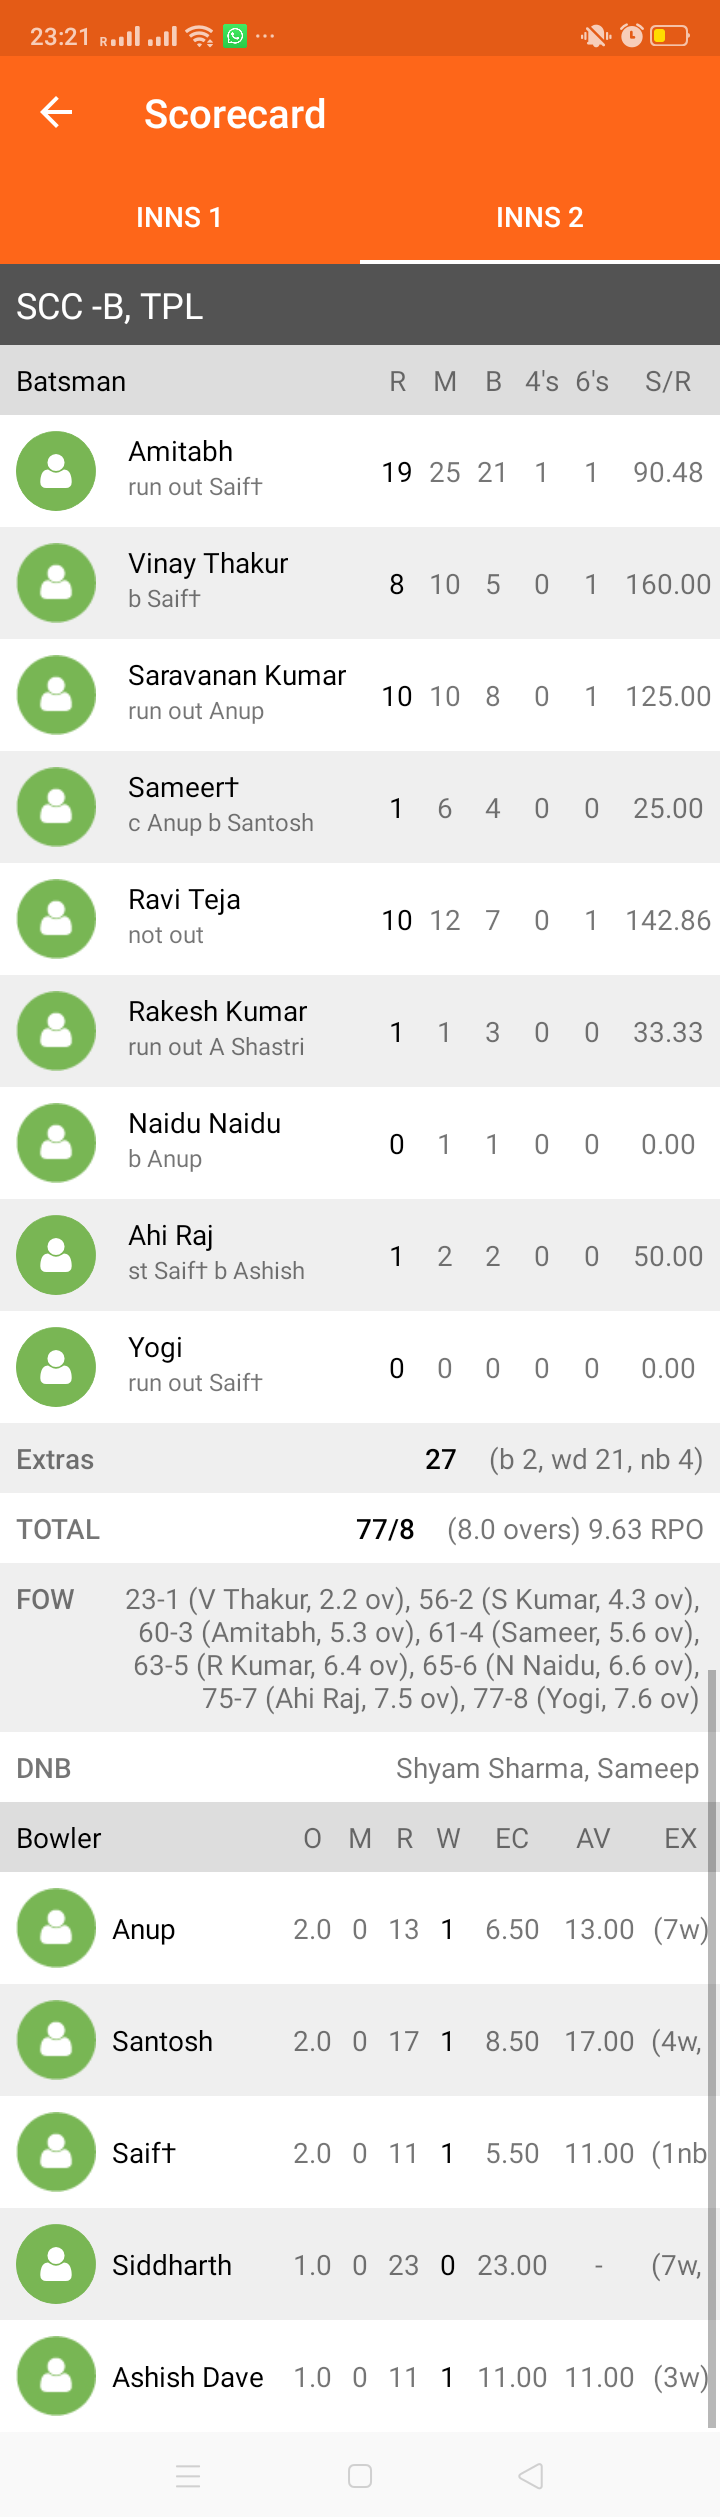 23:21 R ...
Scorecard
INNS 1 INNS 2
SCC -B, TPL
Batsman R M B 4's 6's S/R
Amitabh
run out Saif† 19 25 21 1 1 90.48
Vinay Thakur
b Saif† 8 10 5 0 1 160.00
Saravanan Kumar
run out Anup 10 10 8 0 1 125.00
Sameer†
c Anup b Santosh 1 6 4 0 0 25.00
Ravi Teja
not out 10 12 7 0 1 142.86
Rakesh Kumar
run out A Shastri 1 1 3 0 0 33.33
Naidu Naidu
b Anup 0 1 1 0 0 0.00
Ahi Raj
st Saif† b Ashish 1 2 2 0 0 50.00
Yogi
run out Saif† 0 0 0 0 0 0.00
Extras 27 (b 2, wd 21, nb 4)
TOTAL 77/8 (8.0 overs) 9.63 RPO
FOW 23-1 (V Thakur, 2.2 ov), 56-2 (S Kumar, 4.3 ov),
60-3 (Amitabh, 5.3 ov), 61-4 (Sameer, 5.6 ov),
63-5 (R Kumar, 6.4 ov), 65-6 (N Naidu, 6.6 ov),
75-7 (Ahi Raj, 7.5 ov), 77-8 (Yogi, 7.6 ov)
DNB Shyam Sharma, Sameep
Bowler O M R W EC AV EX
Anup 2.0 0 13 1 6.50 13.00 (7w)
Santosh 2.0 0 17 1 8.50 17.00 (4w,
Saif† 2.0 0 11 1 5.50 11.00 (1nb
Siddharth 1.0 0 23 0 23.00 - (7w,
Ashish Dave 1.0 0 11 1 11.00 11.00 (3w)